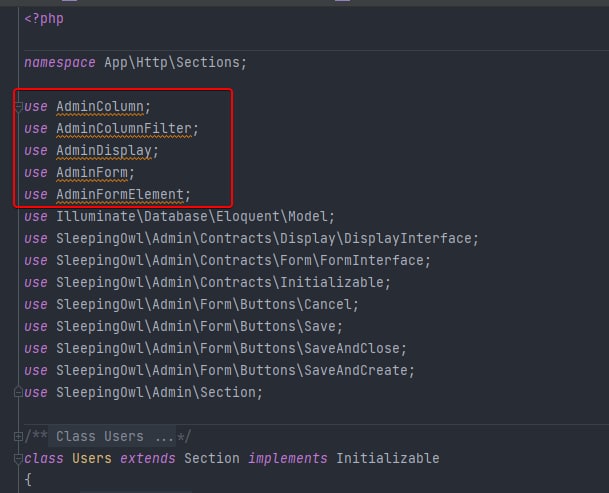 <?php
namespace App\Http\Sections;
use AdminColumn;
use AdminColumnFilter;
use AdminDisplay;
use AdminForm;
use AdminFormElement;
use Illuminate\Database\Eloquent\Model;
use SleepingOwl\Admin\Contracts\Display\DisplayInterface;
use SleepingOwl\Admin\Contracts\Form\FormInterface;
use SleepingOwl\Admin\Contracts\Initializable;
use SleepingOwl\Admin\Form\Buttons\Cancel;
use SleepingOwl\Admin\Form\Buttons\Save;
use SleepingOwl\Admin\Form\Buttons\SaveAndClose;
use SleepingOwl\Admin\Form\Buttons\SaveAndCreate;
use SleepingOwl\Admin\Section;
/** Class Users ...*/
class Users extends Section implements Initializable
{